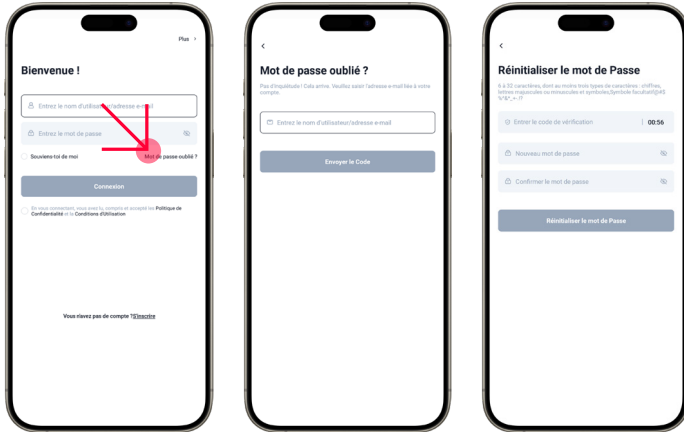 Plus ›
Bienvenue !
Entrez le nom d'utilisateur/adresse e-mail
Entrez le mot de passe
Souviens-toi de moi
Mot de passe oublié ?
Connexion
En vous connectant, vous avez lu, compris et accepté les Politique de
Confidentialité et la Conditions d'Utilisation
Vous n'avez pas de compte ?S'inscrire
Mot de passe oublié ?
Pas d'inquiétude ! Cela arrive. Veuillez saisir l'adresse e-mail liée à votre
compte.
Entrez le nom d'utilisateur/adresse e-mail
Envoyer le Code
Réinitialiser le mot de Passe
6 à 32 caractères, dont au moins trois types de caractères : chiffres,
lettres majuscules ou minuscules et symboles,(symbole facultatif@#$
%^&*_+-.!?
Entrer le code de vérification
00:56
Nouveau mot de passe
Confirmer le mot de passe
Réinitialiser le mot de Passe